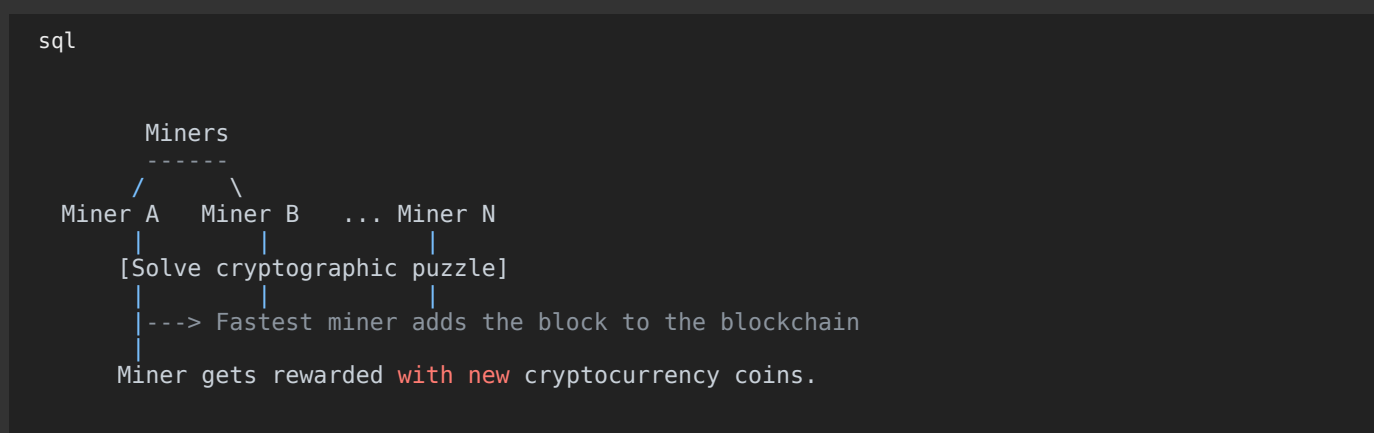 sql
Miners
------
/ \
Miner A Miner B ... Miner N
| | |
[Solve cryptographic puzzle]
| | |
|---> Fastest miner adds the block to the blockchain
|
Miner gets rewarded with new cryptocurrency coins.